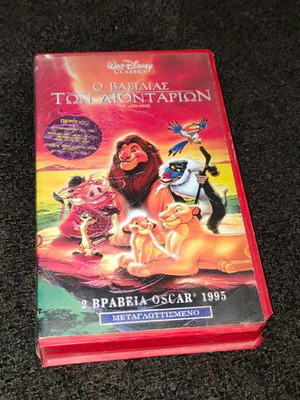 WALT DISNEY
CLASSICS
Ο ΒΑΣΙΛΙΑΣ
ΤΩΝ ΛΙΟΝΤΑΡΙΩΝ
THE LION KING
2 ΒΡΑΒΕΙΑ OSCAR® 1995
ΜΕΤΑΓΛΩΤΤΙΣΜΕΝΟ